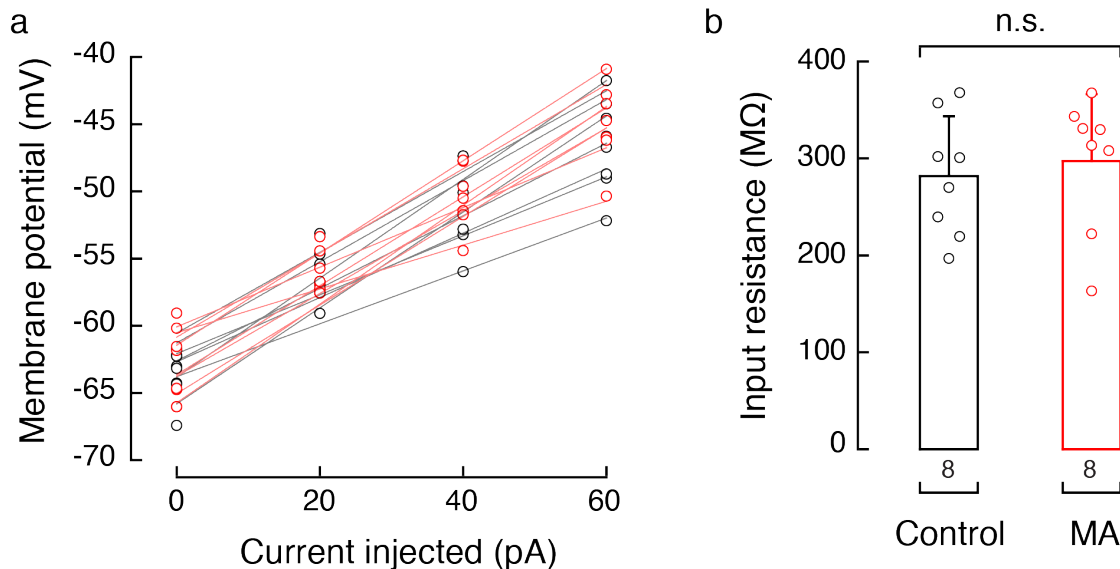 a
Membrane potential (mV)
-40
-45
-50
-55
-60
-65
-70
0 20 40 60
Current injected (pA)
b
n.s.
Input resistance (MΩ)
400
300
200
100
0
8 8
Control MA